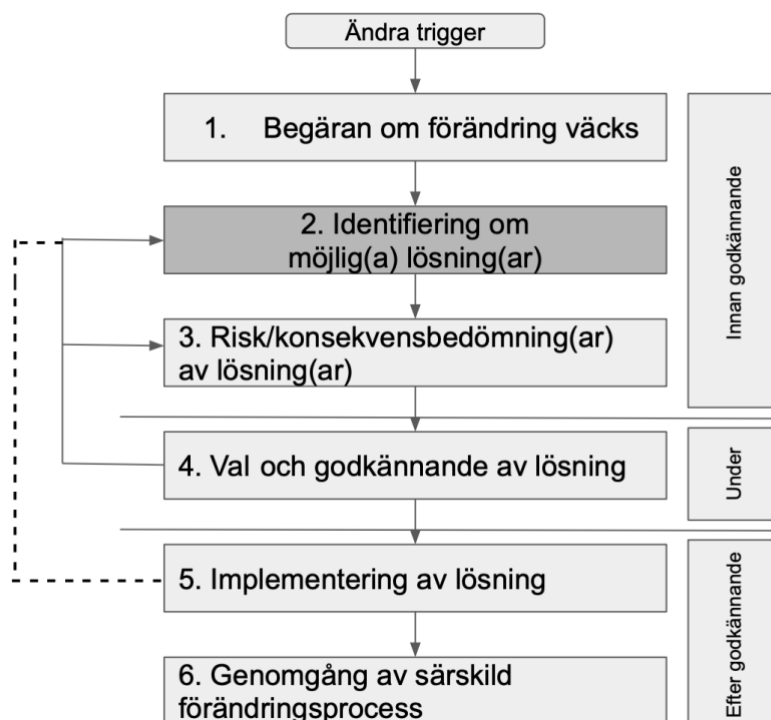 Ändra trigger
1. Begäran om förändring väcks
2. Identifiering om
möjlig(a) lösning(ar)
3. Risk/konsekvensbedömning(ar)
av lösning(ar)
4. Val och godkännande av lösning
5. Implementering av lösning
6. Genomgång av särskild
förändringsprocess
Innan godkännande
Under
Efter godkännande